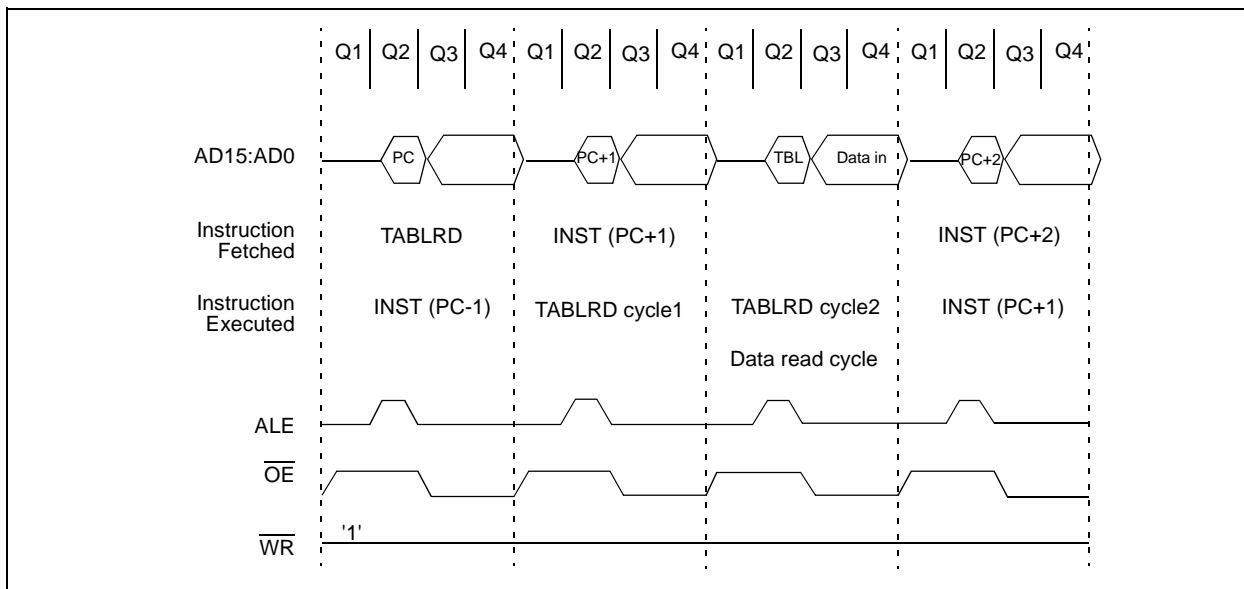 Q1 Q2 Q3 Q4 Q1 Q2 Q3 Q4 Q1 Q2 Q3 Q4 Q1 Q2 Q3 Q4
AD15:AD0 PC PC+1 TBL Data in PC+2
Instruction
Fetched
TABLRD INST (PC+1) INST (PC+2)
Instruction
Executed
INST (PC-1) TABLRD cycle1 TABLRD cycle2 INST (PC+1)
Data read cycle
ALE
OE
'1'
WR